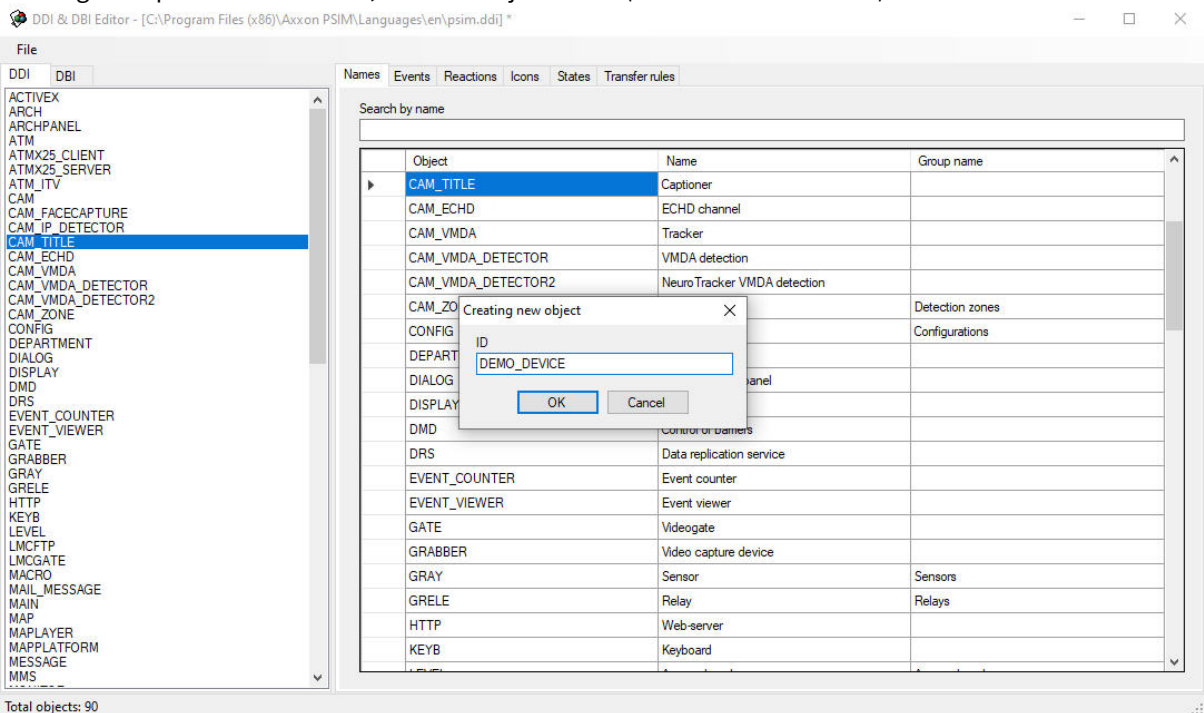 DDI & DBI Editor - [C:\Program Files (x86)\Axxon PSIM\Languages\en\psim.ddi] *
File
DDI DBI
ACTIVEX
ARCH
ARCHPANEL
ATM
ATMX25_CLIENT
ATMX25_SERVER
ATM_ITV
CAM
CAM_FACECAPTURE
CAM_IP_DETECTOR
CAM_TITLE
CAM_ECHD
CAM_VMDA
CAM_VMDA_DETECTOR
CAM_VMDA_DETECTOR2
CAM_ZONE
CONFIG
DEPARTMENT
DIALOG
DISPLAY
DMD
DRS
EVENT_COUNTER
EVENT_VIEWER
GATE
GRABBER
GRAY
GRELE
HTTP
KEYB
LEVEL
LMCFTP
LMCGATE
MACRO
MAIL_MESSAGE
MAIN
MAP
MAPLAYER
MAPPLATFORM
MESSAGE
MMS
Names Events Reactions Icons States Transfer rules
Search by name
Object Name Group name
CAM_TITLE Captioner
CAM_ECHD ECHD channel
CAM_VMDA Tracker
CAM_VMDA_DETECTOR VMDA detection
CAM_VMDA_DETECTOR2 NeuroTracker VMDA detection
CAM_ZO Detection zones
CONFIG Configurations
DEPART
DIALOG panel
DISPLAY
DMD Control of barriers
DRS Data replication service
EVENT_COUNTER Event counter
EVENT_VIEWER Event viewer
GATE Videogate
GRABBER Video capture device
GRAY Sensor Sensors
GRELE Relay Relays
HTTP Web-server
KEYB Keyboard
Creating new object
ID
DEMO_DEVICE
OK Cancel
Total objects: 90